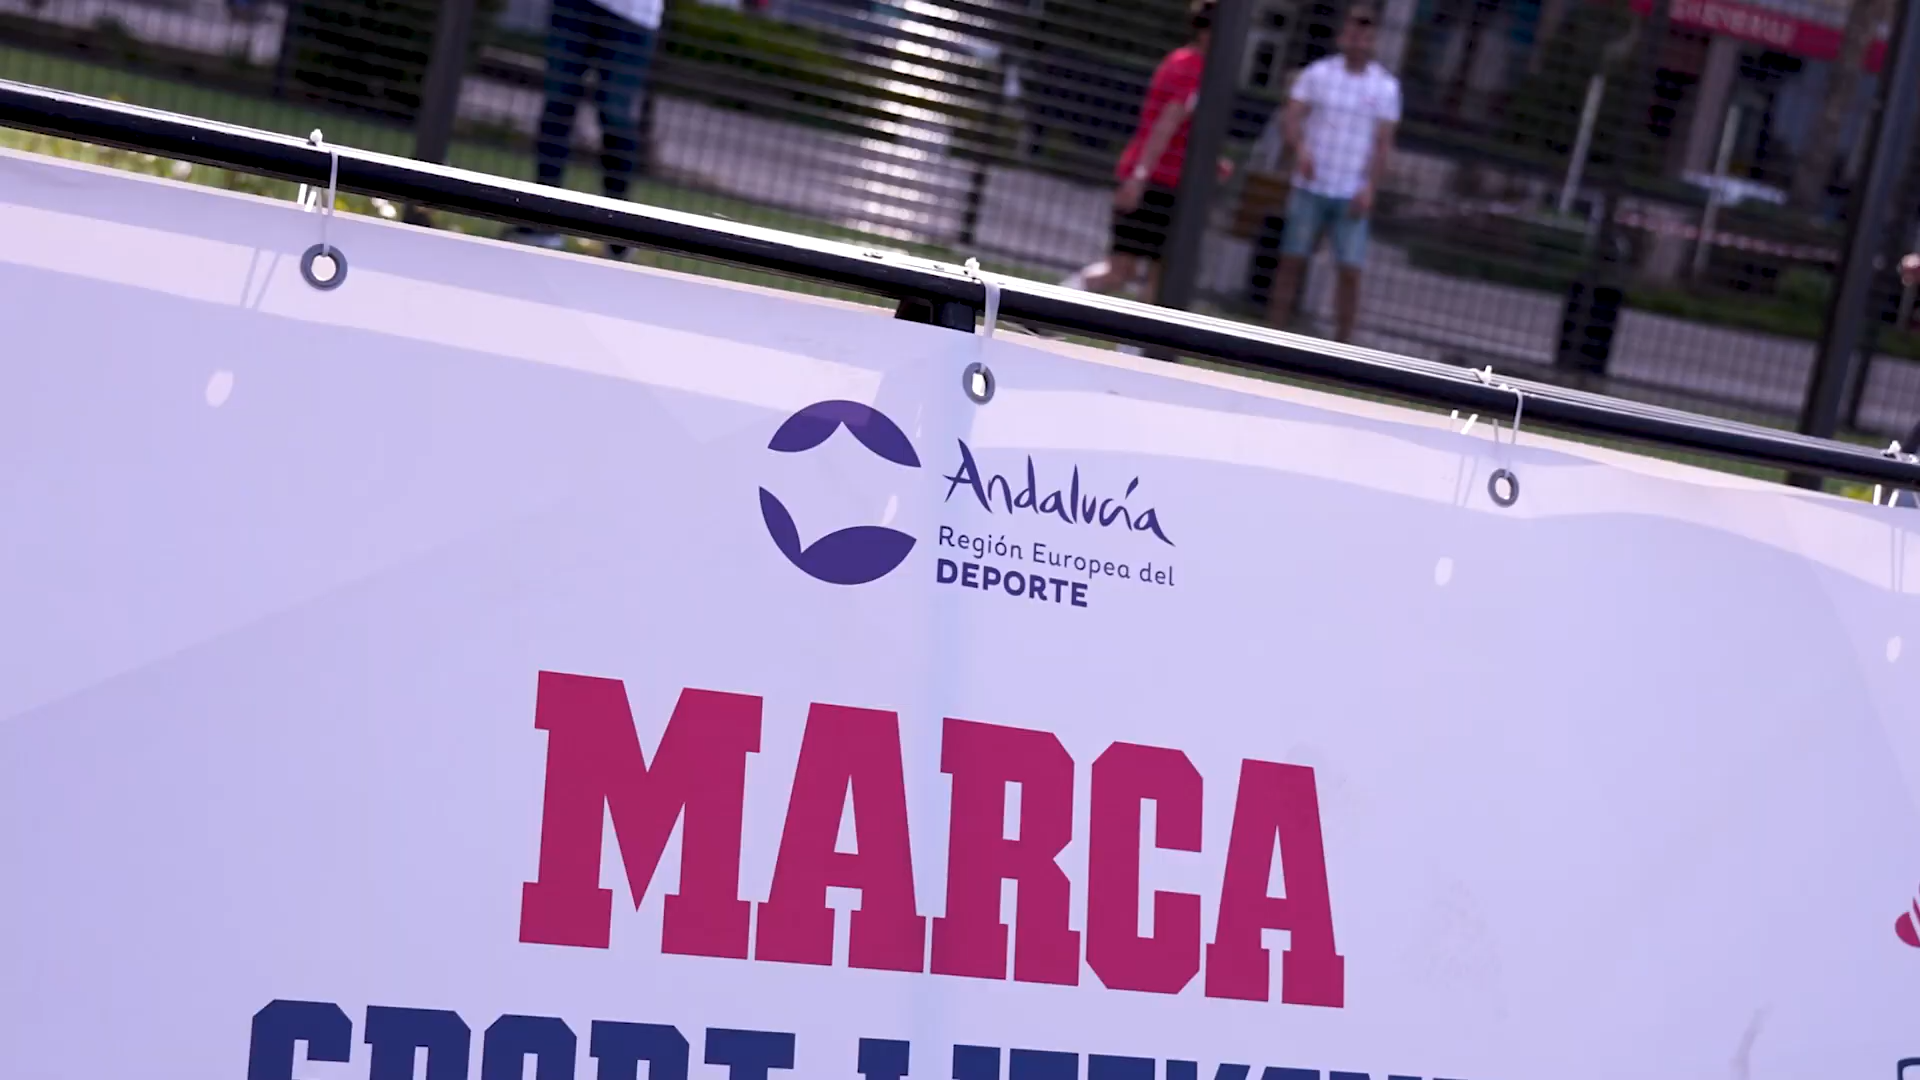 Andalucía
Región Europea del
DEPORTE
MARCA
SPORT WEEKEND